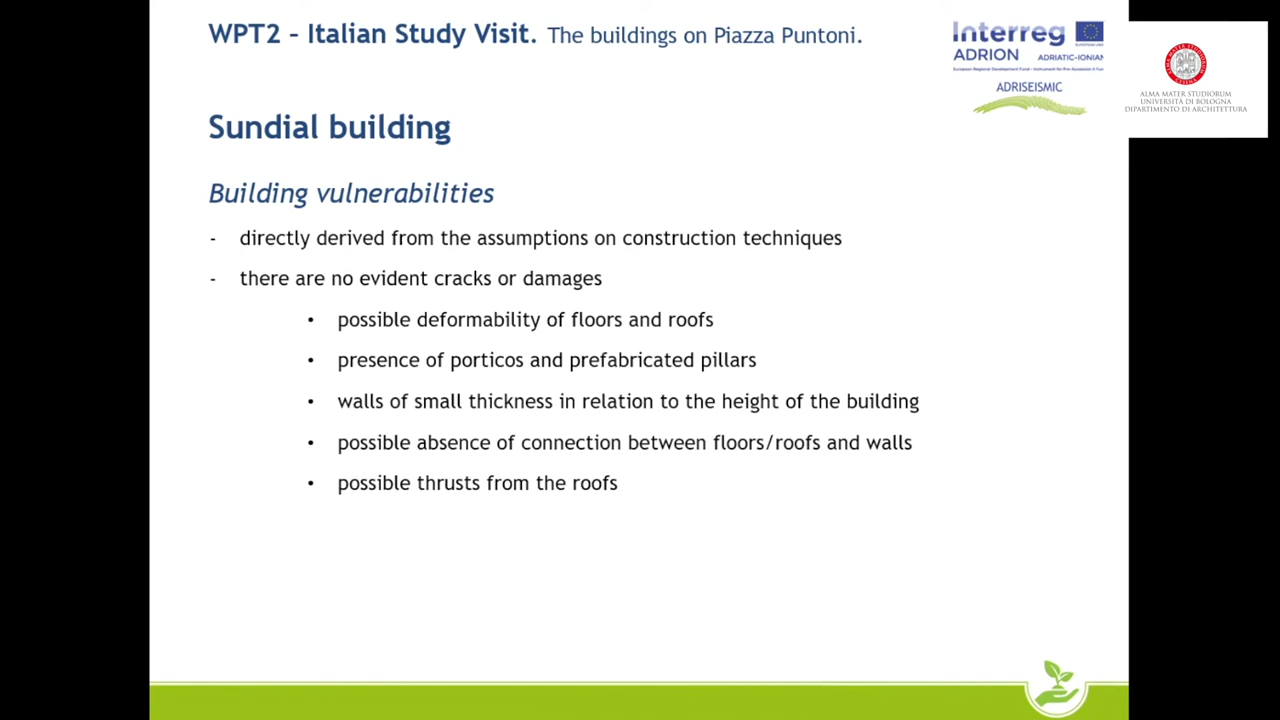 WPT2 – Italian Study Visit. The buildings on Piazza Puntoni.
Interreg
ADRION ADRIATIC-IONIAN
European Regional Development Fund - Instrument for Pre-Accession II Fun
ADRISEISMIC
ALMA MATER STUDIORUM
UNIVERSITÀ DI BOLOGNA
DIPARTIMENTO DI ARCHITETTURA
Sundial building
Building vulnerabilities
- directly derived from the assumptions on construction techniques
- there are no evident cracks or damages
• possible deformability of floors and roofs
• presence of porticos and prefabricated pillars
• walls of small thickness in relation to the height of the building
• possible absence of connection between floors/roofs and walls
• possible thrusts from the roofs